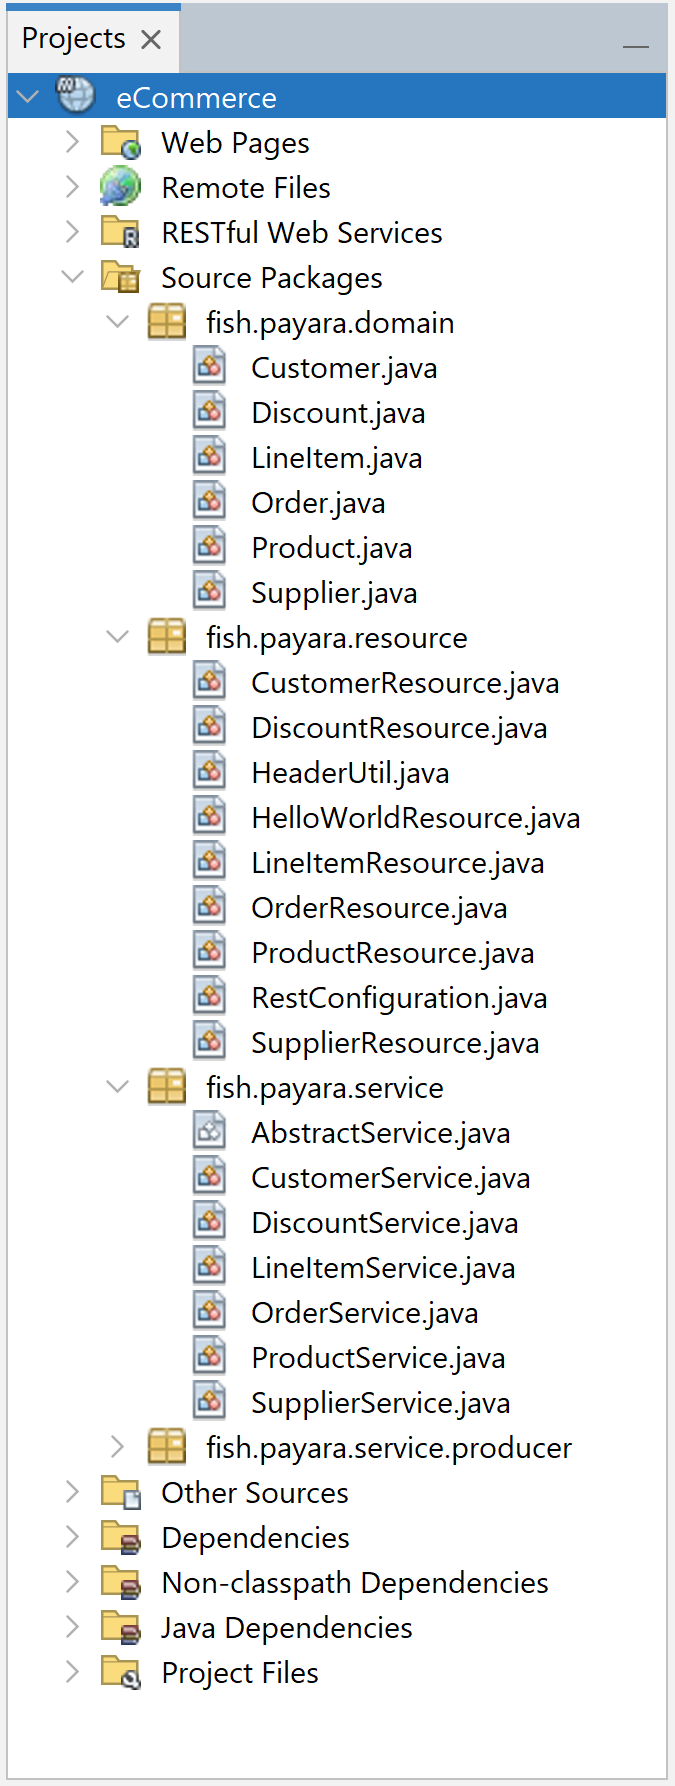 Projects
eCommerce
Web Pages
Remote Files
RESTful Web Services
Source Packages
fish.payara.domain
Customer.java
Discount.java
LineItem.java
Order.java
Product.java
Supplier.java
fish.payara.resource
CustomerResource.java
DiscountResource.java
HeaderUtil.java
HelloWorldResource.java
LineItemResource.java
OrderResource.java
ProductResource.java
RestConfiguration.java
SupplierResource.java
fish.payara.service
AbstractService.java
CustomerService.java
DiscountService.java
LineItemService.java
OrderService.java
ProductService.java
SupplierService.java
fish.payara.service.producer
Other Sources
Dependencies
Non-classpath Dependencies
Java Dependencies
Project Files